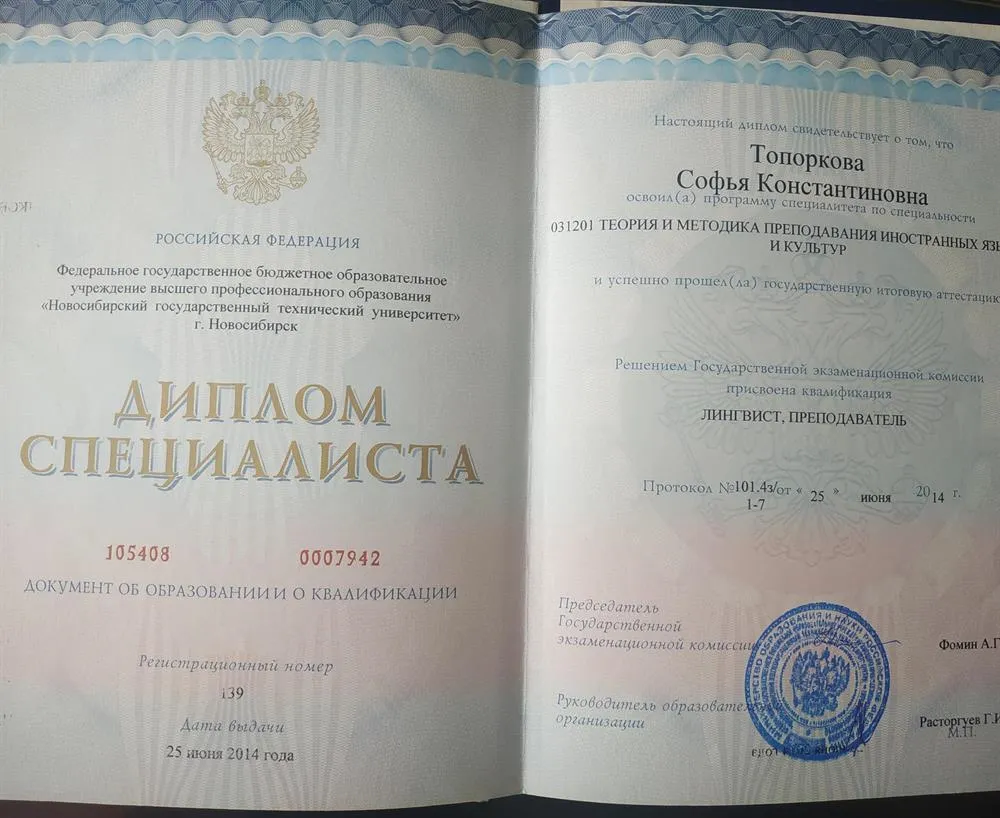 РОССИЙСКАЯ ФЕДЕРАЦИЯ
Федеральное государственное бюджетное образовательное
учреждение высшего профессионального образования
«Новосибирский государственный технический университет»
г. Новосибирск
ДИПЛОМ
СПЕЦИАЛИСТА
105408 0007942
ДОКУМЕНТ ОБ ОБРАЗОВАНИИ И О КВАЛИФИКАЦИИ
Регистрационный номер
139
Дата выдачи
25 июня 2014 года
Настоящий диплом свидетельствует о том, что
Топоркова
Софья Константиновна
освоил(а) программу специалитета по специальности
031201 ТЕОРИЯ И МЕТОДИКА ПРЕПОДАВАНИЯ ИНОСТРАННЫХ ЯЗЫ
И КУЛЬТУР
и успешно прошел(ла) государственную итоговую аттестацию
Решением Государственной экзаменационной комиссии
присвоена квалификация
ЛИНГВИСТ, ПРЕПОДАВАТЕЛЬ
Протокол №101.4з/от « 25 » июня 2014 г.
1-7
Председатель
Государственной
экзаменационной комиссии
Фомин А.Г
Руководитель образовательной
организации
Расторгуев Г.И
М.П.